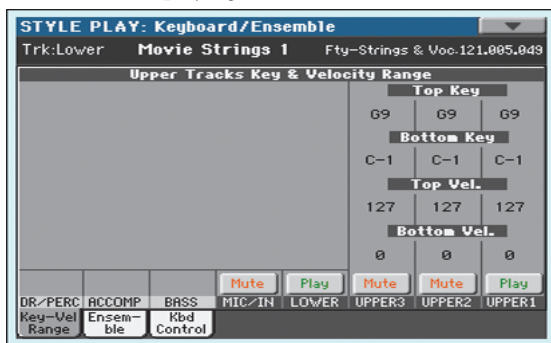 STYLE PLAY: Keyboard/Ensemble
Trk:Lower Movie Strings 1 Fty-Strings & Voc.121.005.049
Upper Tracks Key & Velocity Range
Top Key
G9 G9 G9
Bottom Key
C-1 C-1 C-1
Top Vel.
127 127 127
Bottom Vel.
0 0 0
Mute Play Mute Mute Play
DR/PERC ACCOMP BASS MIC/IN LOWER UPPER3 UPPER2 UPPER1
Key-Vel Ensem- Kbd
Range ble Control